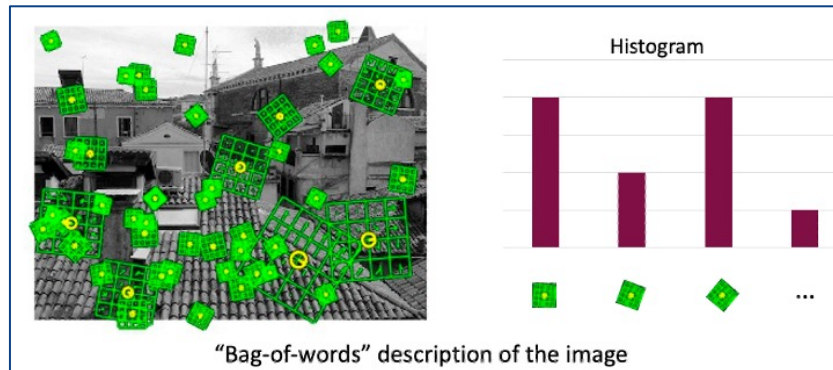 Histogram
...
“Bag-of-words” description of the image